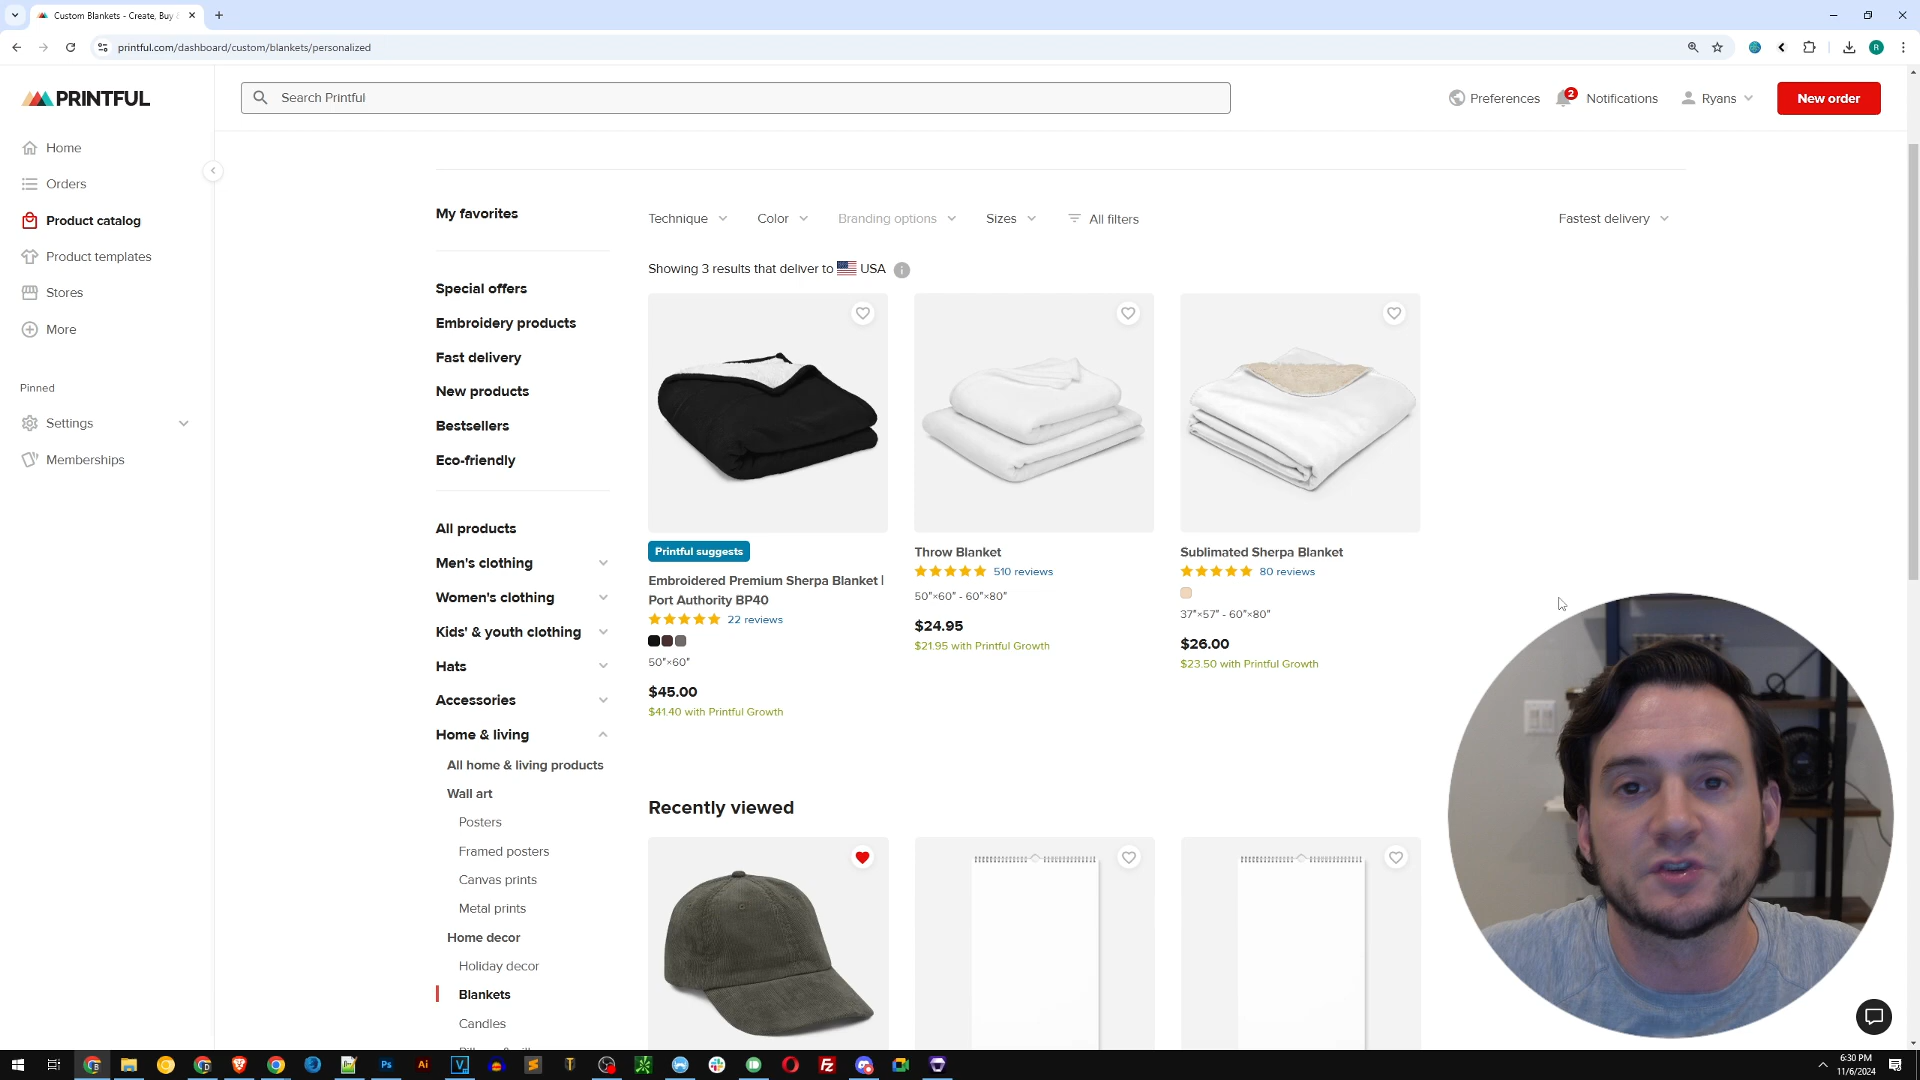 Custom Blankets - Create, Buy
printful.com/dashboard/custom/blankets/personalized
R
PRINTFUL
Search Printful
Preferences
2
Notifications
Ryans
New order
Home
Orders
Product catalog
Product templates
Stores
More
Pinned
Settings
Memberships
My favorites
Special offers
Embroidery products
Fast delivery
New products
Bestsellers
Eco-friendly
All products
Men's clothing
Women's clothing
Kids' & youth clothing
Hats
Accessories
Home & living
All home & living products
Wall art
Posters
Framed posters
Canvas prints
Metal prints
Home decor
Holiday decor
Blankets
Candles
Technique
Color
Branding options
Sizes
All filters
Fastest delivery
Showing 3 results that deliver to USA
Printful suggests
Embroidered Premium Sherpa Blanket |
Port Authority BP40
22 reviews
50″×60″
$45.00
$41.40 with Printful Growth
Throw Blanket
510 reviews
50″×60″ - 60″×80″
$24.95
$21.95 with Printful Growth
Sublimated Sherpa Blanket
80 reviews
37″×57″ - 60″×80″
$26.00
$23.50 with Printful Growth
Recently viewed
Ps
Ai
V
T
Fz
6:30 PM
11/6/2024